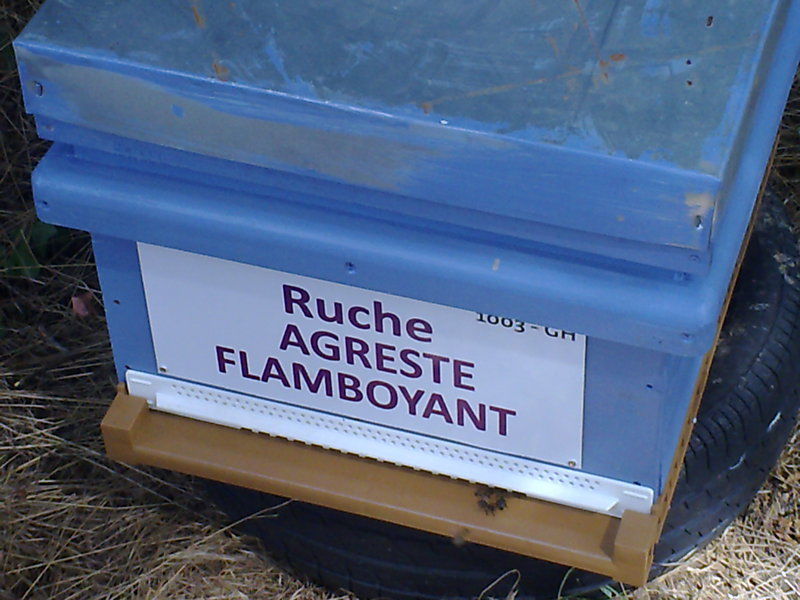 Ruche
1003 - GH
AGRESTE
FLAMBOYANT